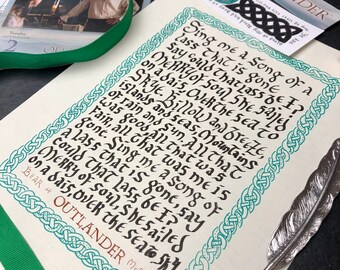 Sing me a song of a
lass that is gone
Say could that lass be I?
Merry of soul she sailed
on a day Over the sea to
Skye. Billow and breeze
Islands and seas, Mountains
of rain and sun, All that
was good, all that was
fair, all that was me is
gone. Sing me a song of
a lass that is gone, say,
could that lass be I?
Merry of soul she sailed
on a day over the sea to Skye
OUTLANDER